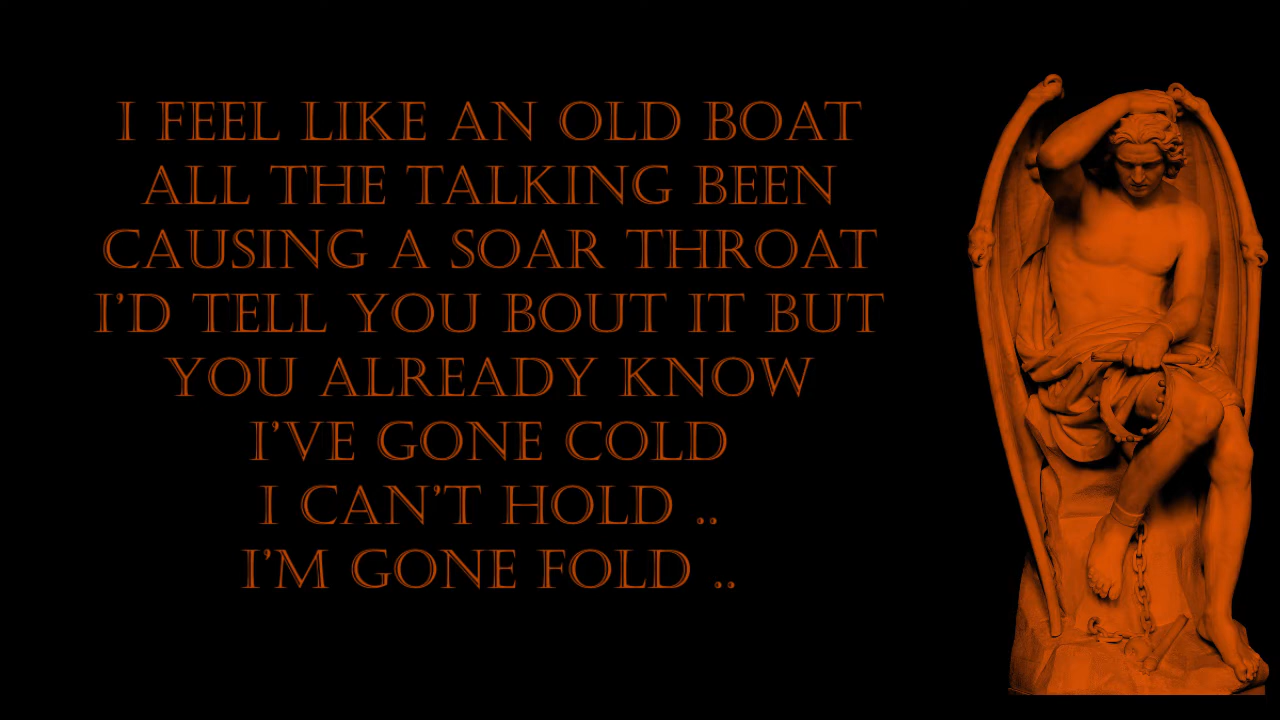 I FEEL LIKE AN OLD BOAT
ALL THE TALKING BEEN
CAUSING A SOAR THROAT
I'D TELL YOU BOUT IT BUT
YOU ALREADY KNOW
I'VE GONE COLD
I CAN'T HOLD ..
I'M GONE FOLD ..